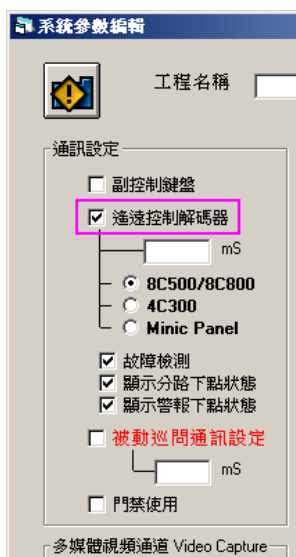 系統參數編輯
工程名稱
通訊設定
副控制鍵盤
遙速控制解碼器
mS
8C500/8C800
4C300
Minic Panel
故障檢測
顯示分路下點狀態
顯示警報下點狀態
被動巡問通訊設定
mS
門禁使用
多媒體視頻通道 Video Capture